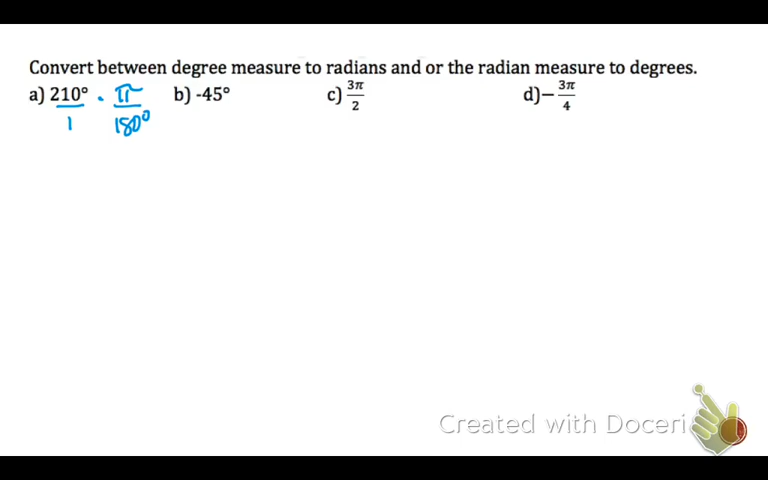 Convert between degree measure to radians and or the radian measure to degrees.
a) 210° · π b) -45° c) 3π/2 d)− 3π/4
1 180°
Created with Doceri